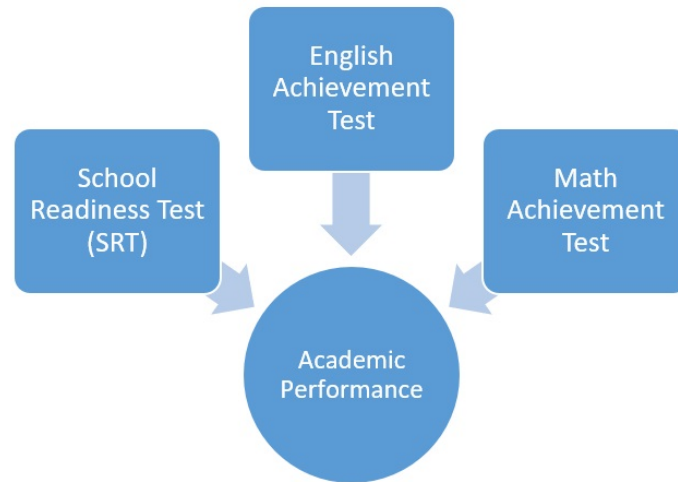 English
Achievement
Test
School
Readiness Test
(SRT)
Math
Achievement
Test
Academic
Performance